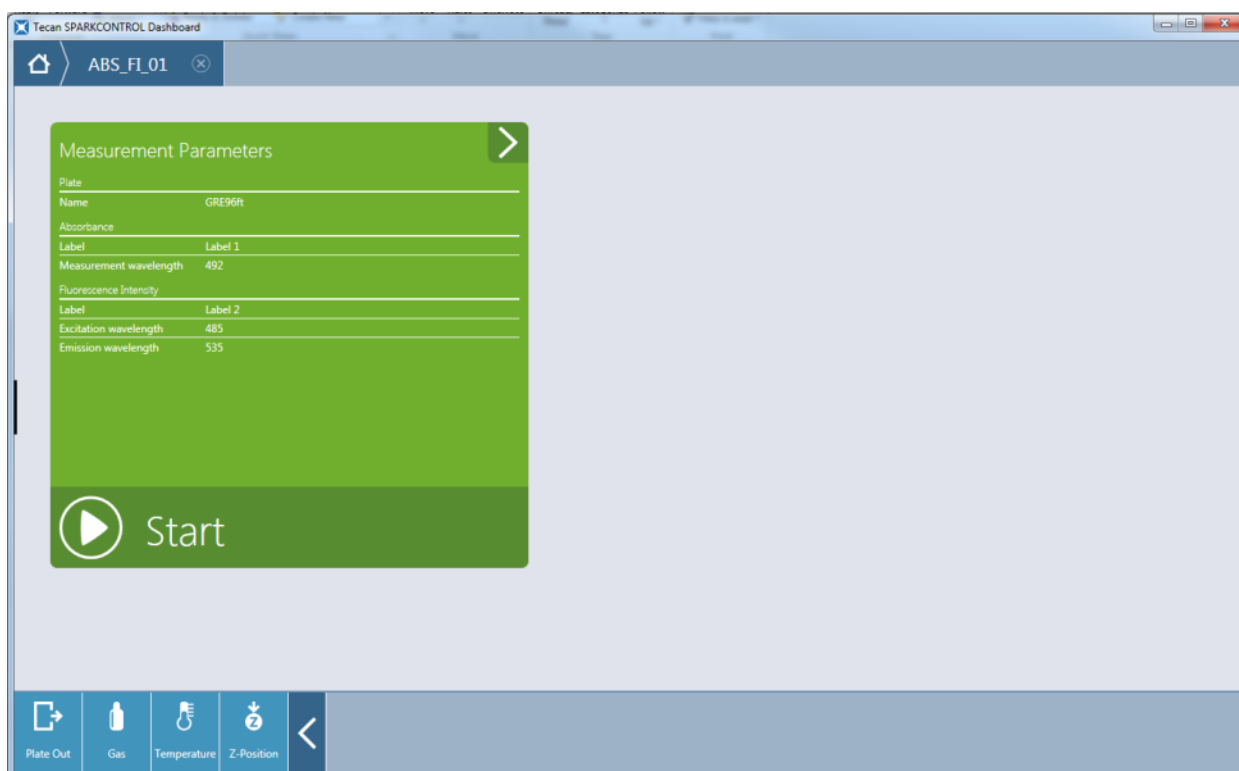 Tecan SPARKCONTROL Dashboard
ABS_FI_01
Measurement Parameters
Plate
Name GRE96ft
Absorbance
Label Label 1
Measurement wavelength 492
Fluorescence Intensity
Label Label 2
Excitation wavelength 485
Emission wavelength 535
Start
Plate Out Gas Temperature Z-Position